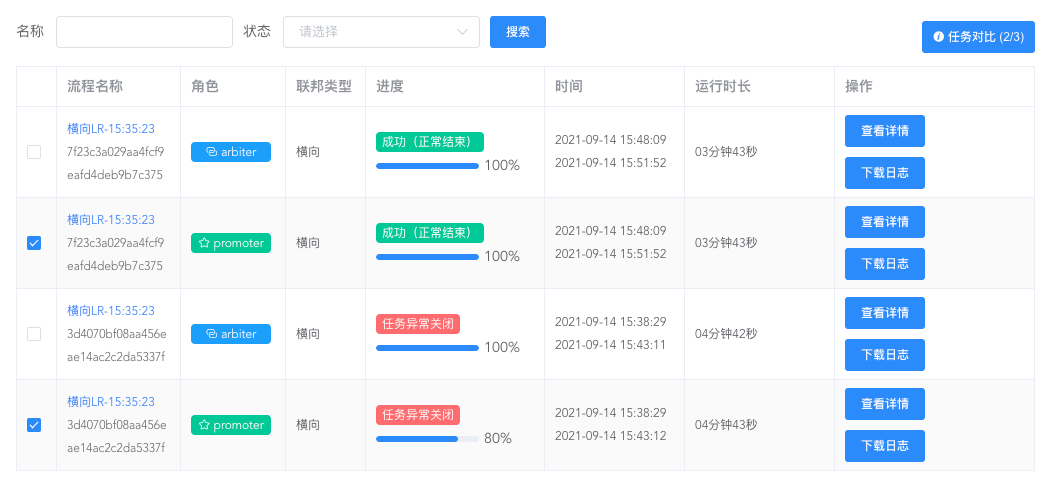 名称
状态
请选择
搜索
任务对比 (2/3)
流程名称
角色
联邦类型
进度
时间
运行时长
操作
横向LR-15:35:23
7f23c3a029aa4fcf9
eafd4deb9b7c375
arbiter
横向
成功（正常结束）
100%
2021-09-14 15:48:09
2021-09-14 15:51:52
03分钟43秒
查看详情
下载日志
横向LR-15:35:23
7f23c3a029aa4fcf9
eafd4deb9b7c375
promoter
横向
成功（正常结束）
100%
2021-09-14 15:48:09
2021-09-14 15:51:52
03分钟43秒
查看详情
下载日志
横向LR-15:35:23
3d4070bf08aa456e
ae14ac2c2da5337f
arbiter
横向
任务异常关闭
100%
2021-09-14 15:38:29
2021-09-14 15:43:11
04分钟42秒
查看详情
下载日志
横向LR-15:35:23
3d4070bf08aa456e
ae14ac2c2da5337f
promoter
横向
任务异常关闭
80%
2021-09-14 15:38:29
2021-09-14 15:43:12
04分钟43秒
查看详情
下载日志